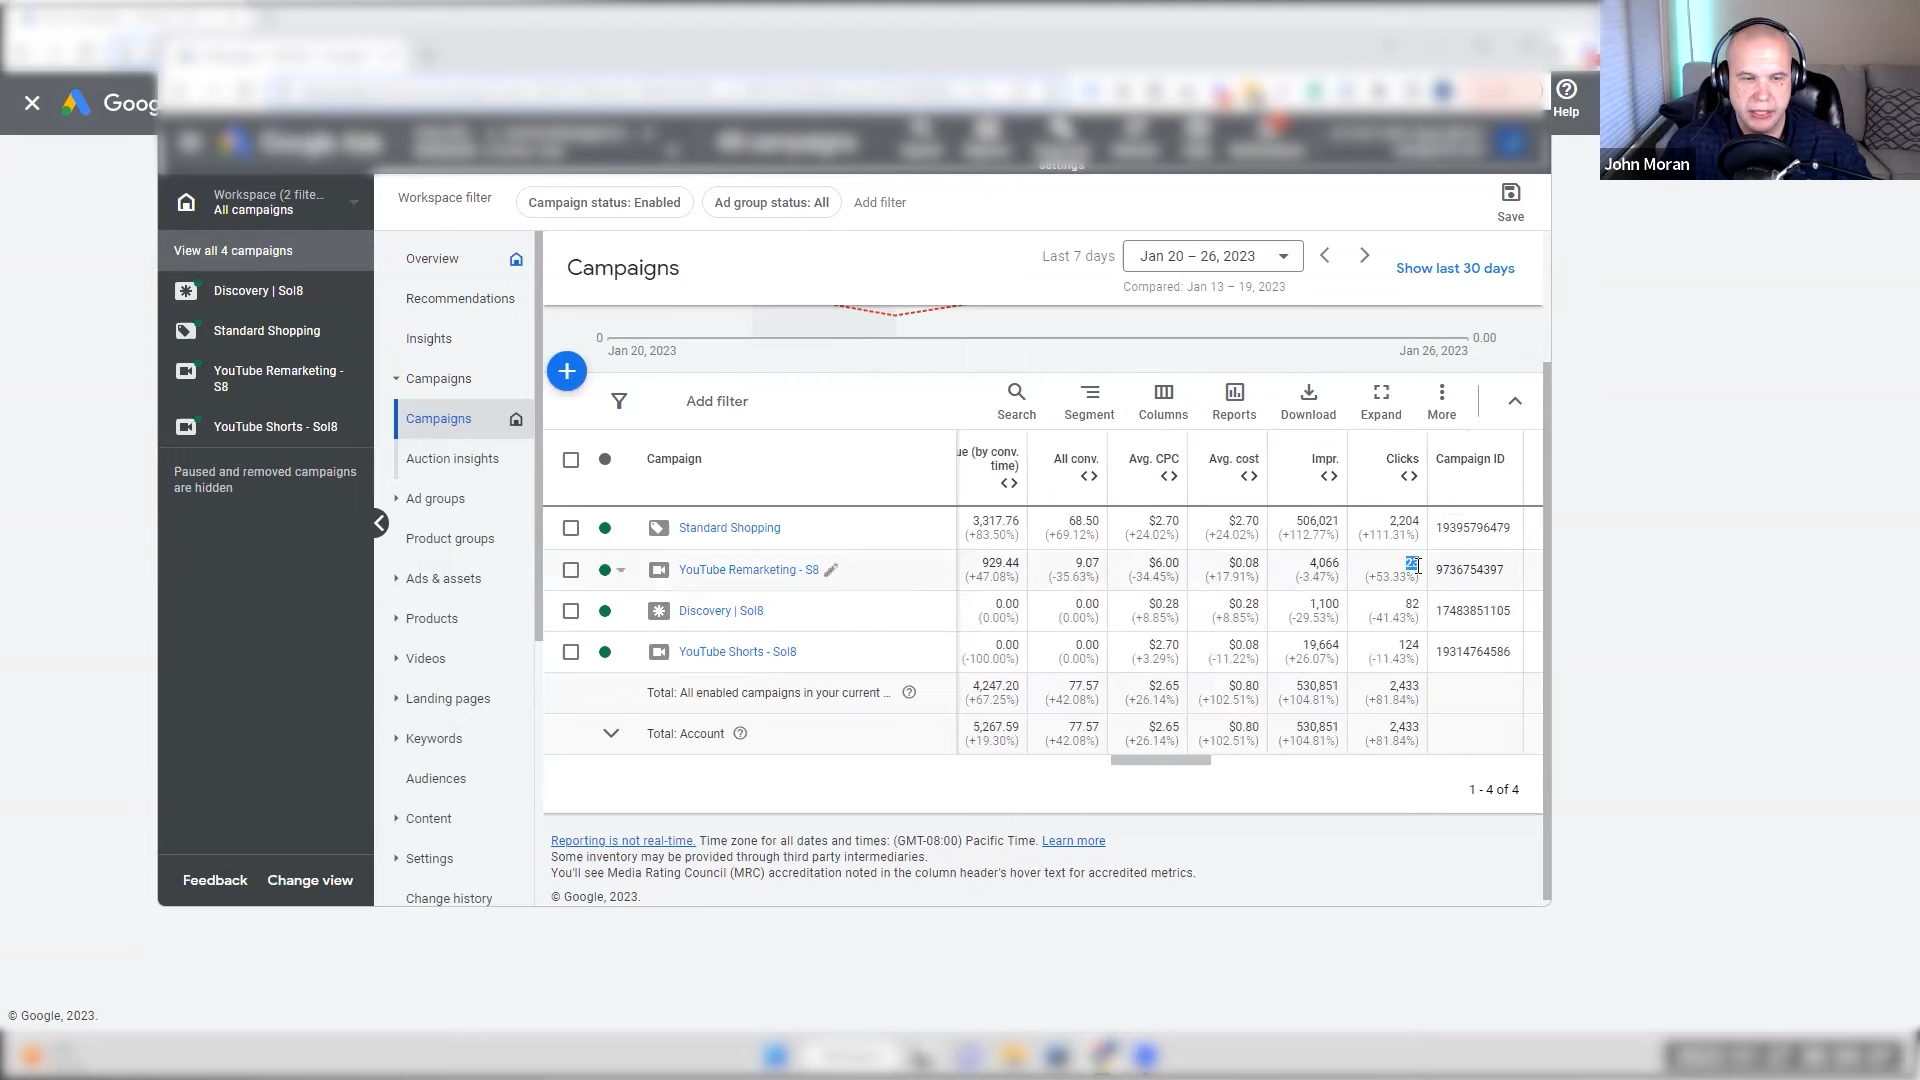 Goog
Help
John Moran
settings
Workspace (2 filte...
All campaigns
Workspace filter
Campaign status: Enabled
Ad group status: All
Add filter
Save
View all 4 campaigns
Discovery | Sol8
Standard Shopping
YouTube Remarketing -
S8
YouTube Shorts - Sol8
Paused and removed campaigns
are hidden
Feedback
Change view
Overview
Recommendations
Insights
Campaigns
Campaigns
Auction insights
Ad groups
Product groups
Ads & assets
Products
Videos
Landing pages
Keywords
Audiences
Content
Settings
Change history
Campaigns
Last 7 days
Jan 20 – 26, 2023
Show last 30 days
Compared: Jan 13 – 19, 2023
0
0.00
Jan 20, 2023
Jan 26, 2023
Add filter
Search
Segment
Columns
Reports
Download
Expand
More
Campaign
ue (by conv.
time)
All conv.
Avg. CPC
Avg. cost
Impr.
Clicks
Campaign ID
Standard Shopping
3,317.76 68.50 $2.70 $2.70 506,021 2,204 19395796479
(+83.50%) (+69.12%) (+24.02%) (+24.02%) (+112.77%) (+111.31%)
YouTube Remarketing - S8
929.44 9.07 $6.00 $0.08 4,066 23 9736754397
(+47.08%) (-35.63%) (-34.45%) (+17.91%) (-3.47%) (+53.33%)
Discovery | Sol8
0.00 0.00 $0.28 $0.28 1,100 82 17483851105
(0.00%) (0.00%) (+8.85%) (+8.85%) (-29.53%) (-41.43%)
YouTube Shorts - Sol8
0.00 0.00 $2.70 $0.08 19,664 124 19314764586
(-100.00%) (0.00%) (+3.29%) (-11.22%) (+26.07%) (-11.43%)
Total: All enabled campaigns in your current ...
4,247.20 77.57 $2.65 $0.80 530,851 2,433
(+67.25%) (+42.08%) (+26.14%) (+102.51%) (+104.81%) (+81.84%)
Total: Account
5,267.59 77.57 $2.65 $0.80 530,851 2,433
(+19.30%) (+42.08%) (+26.14%) (+102.51%) (+104.81%) (+81.84%)
1 - 4 of 4
Reporting is not real-time. Time zone for all dates and times: (GMT-08:00) Pacific Time. Learn more
Some inventory may be provided through third party intermediaries.
You'll see Media Rating Council (MRC) accreditation noted in the column header's hover text for accredited metrics.
© Google, 2023.
© Google, 2023.